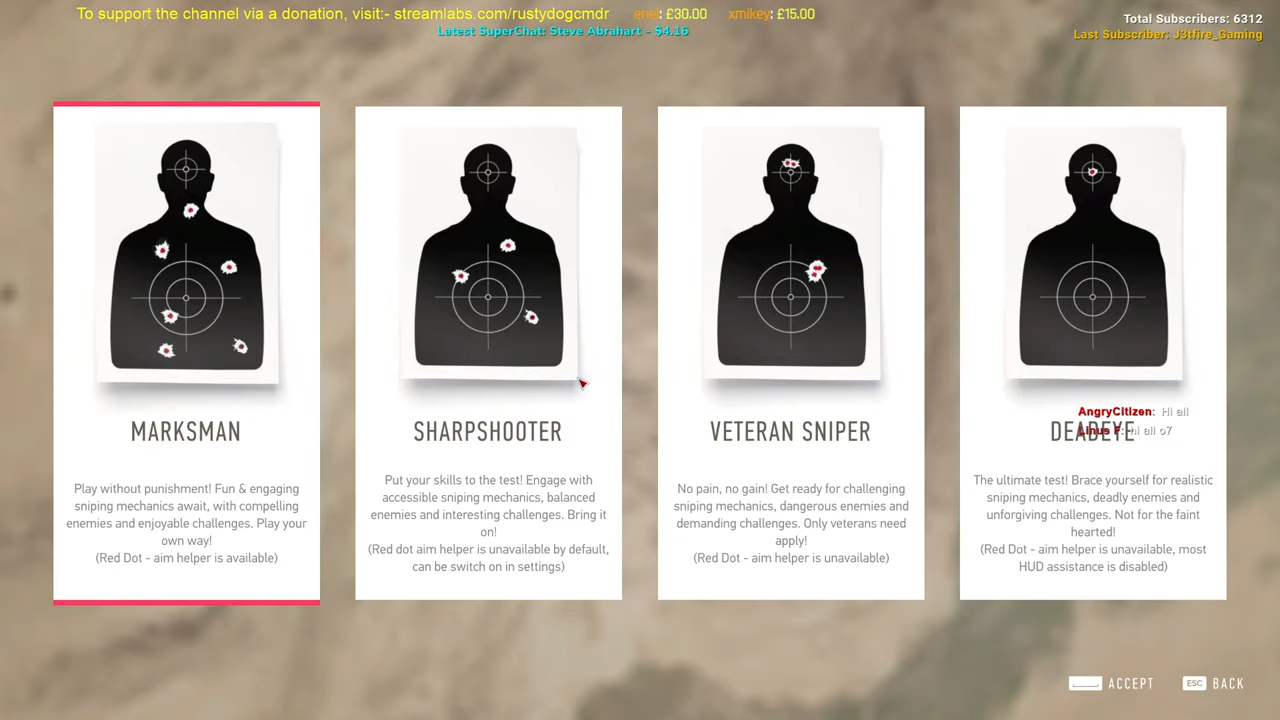 To support the channel via a donation, visit:- streamlabs.com/rustydogcmdr enel: £30.00 xmikey: £15.00
Latest SuperChat: Steve Abrahart - $4.16
Total Subscribers: 6312
Last Subscriber: J3tfire_Gaming
MARKSMAN
Play without punishment! Fun & engaging
sniping mechanics await, with compelling
enemies and enjoyable challenges. Play your
own way!
(Red Dot - aim helper is available)
SHARPSHOOTER
Put your skills to the test! Engage with
accessible sniping mechanics, balanced
enemies and interesting challenges. Bring it
on!
(Red dot aim helper is unavailable by default,
can be switch on in settings)
VETERAN SNIPER
No pain, no gain! Get ready for challenging
sniping mechanics, dangerous enemies and
demanding challenges. Only veterans need
apply!
(Red Dot - aim helper is unavailable)
AngryCitizen: Hi all
Linus F: hi all o7
DEADEYE
The ultimate test! Brace yourself for realistic
sniping mechanics, deadly enemies and
unforgiving challenges. Not for the faint
hearted!
(Red Dot - aim helper is unavailable, most
HUD assistance is disabled)
ACCEPT
ESC BACK